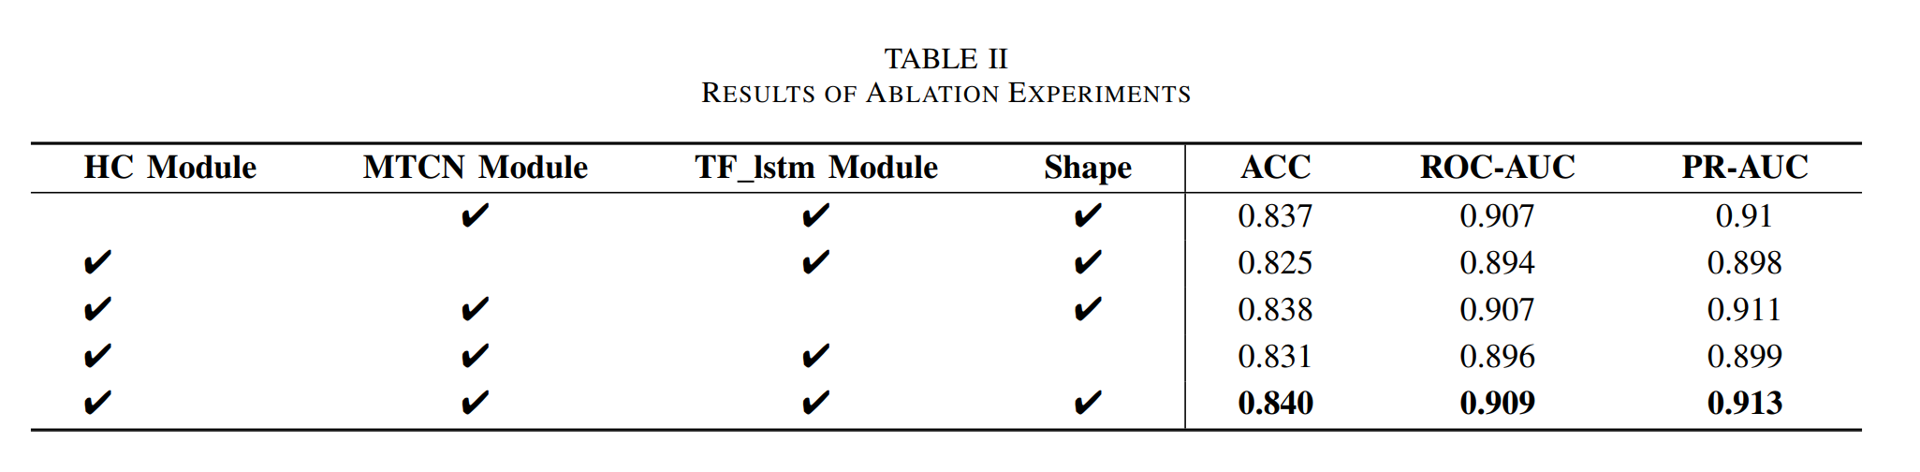 TABLE II
RESULTS OF ABLATION EXPERIMENTS
HC Module MTCN Module TF_lstm Module Shape ACC ROC-AUC PR-AUC
✔ ✔ ✔ 0.837 0.907 0.91
✔ ✔ ✔ 0.825 0.894 0.898
✔ ✔ ✔ 0.838 0.907 0.911
✔ ✔ ✔ 0.831 0.896 0.899
✔ ✔ ✔ ✔ 0.840 0.909 0.913